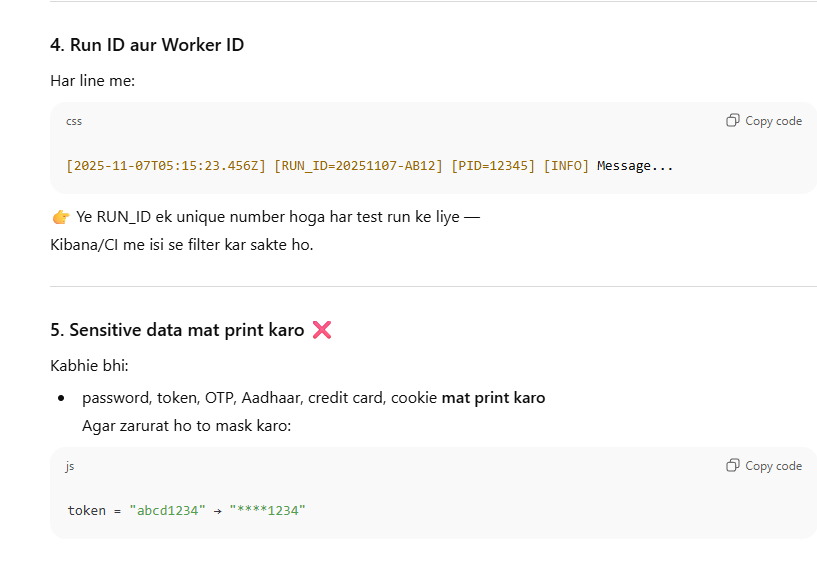 4. Run ID aur Worker ID
Har line me:
css
Copy code
[2025-11-07T05:15:23.456Z] [RUN_ID=20251107-AB12] [PID=12345] [INFO] Message...
👉 Ye RUN_ID ek unique number hoga har test run ke liye —
Kibana/CI me isi se filter kar sakte ho.
5. Sensitive data mat print karo ❌
Kabhie bhi:
• password, token, OTP, Aadhaar, credit card, cookie mat print karo
Agar zarurat ho to mask karo:
js
Copy code
token = "abcd1234" → "****1234"